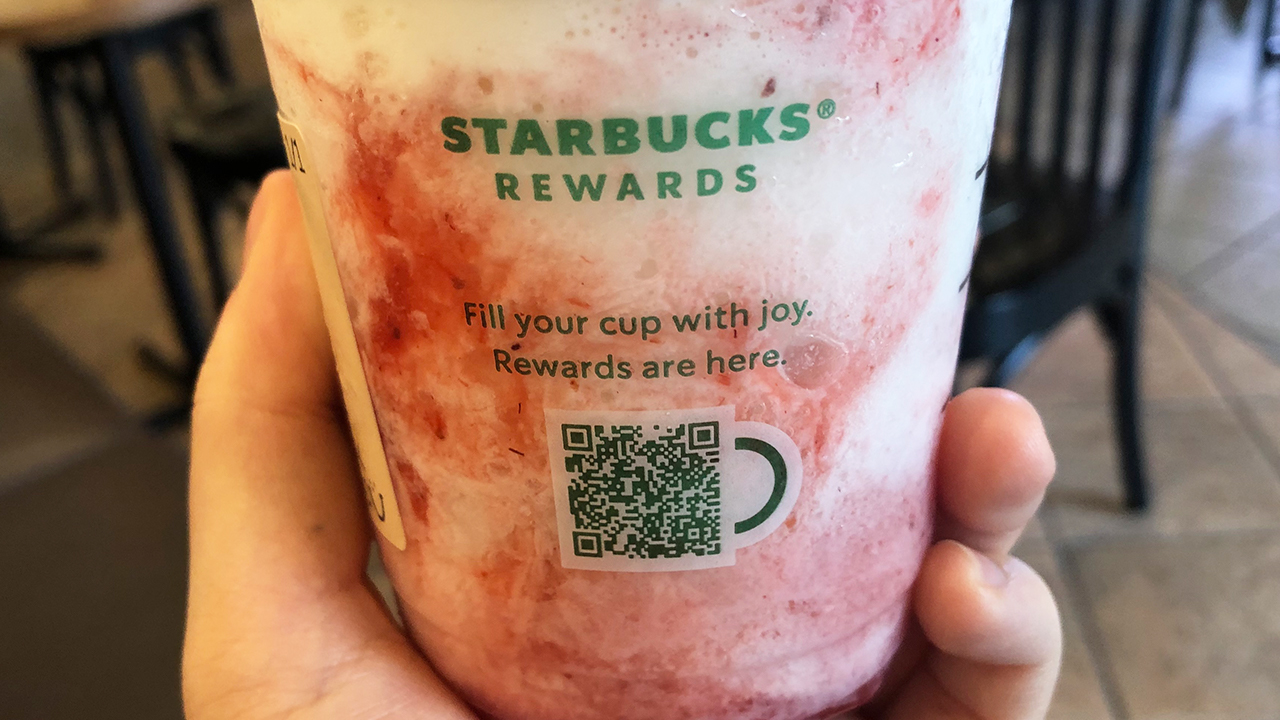 STARBUCKS®
REWARDS
Fill your cup with joy.
Rewards are here.